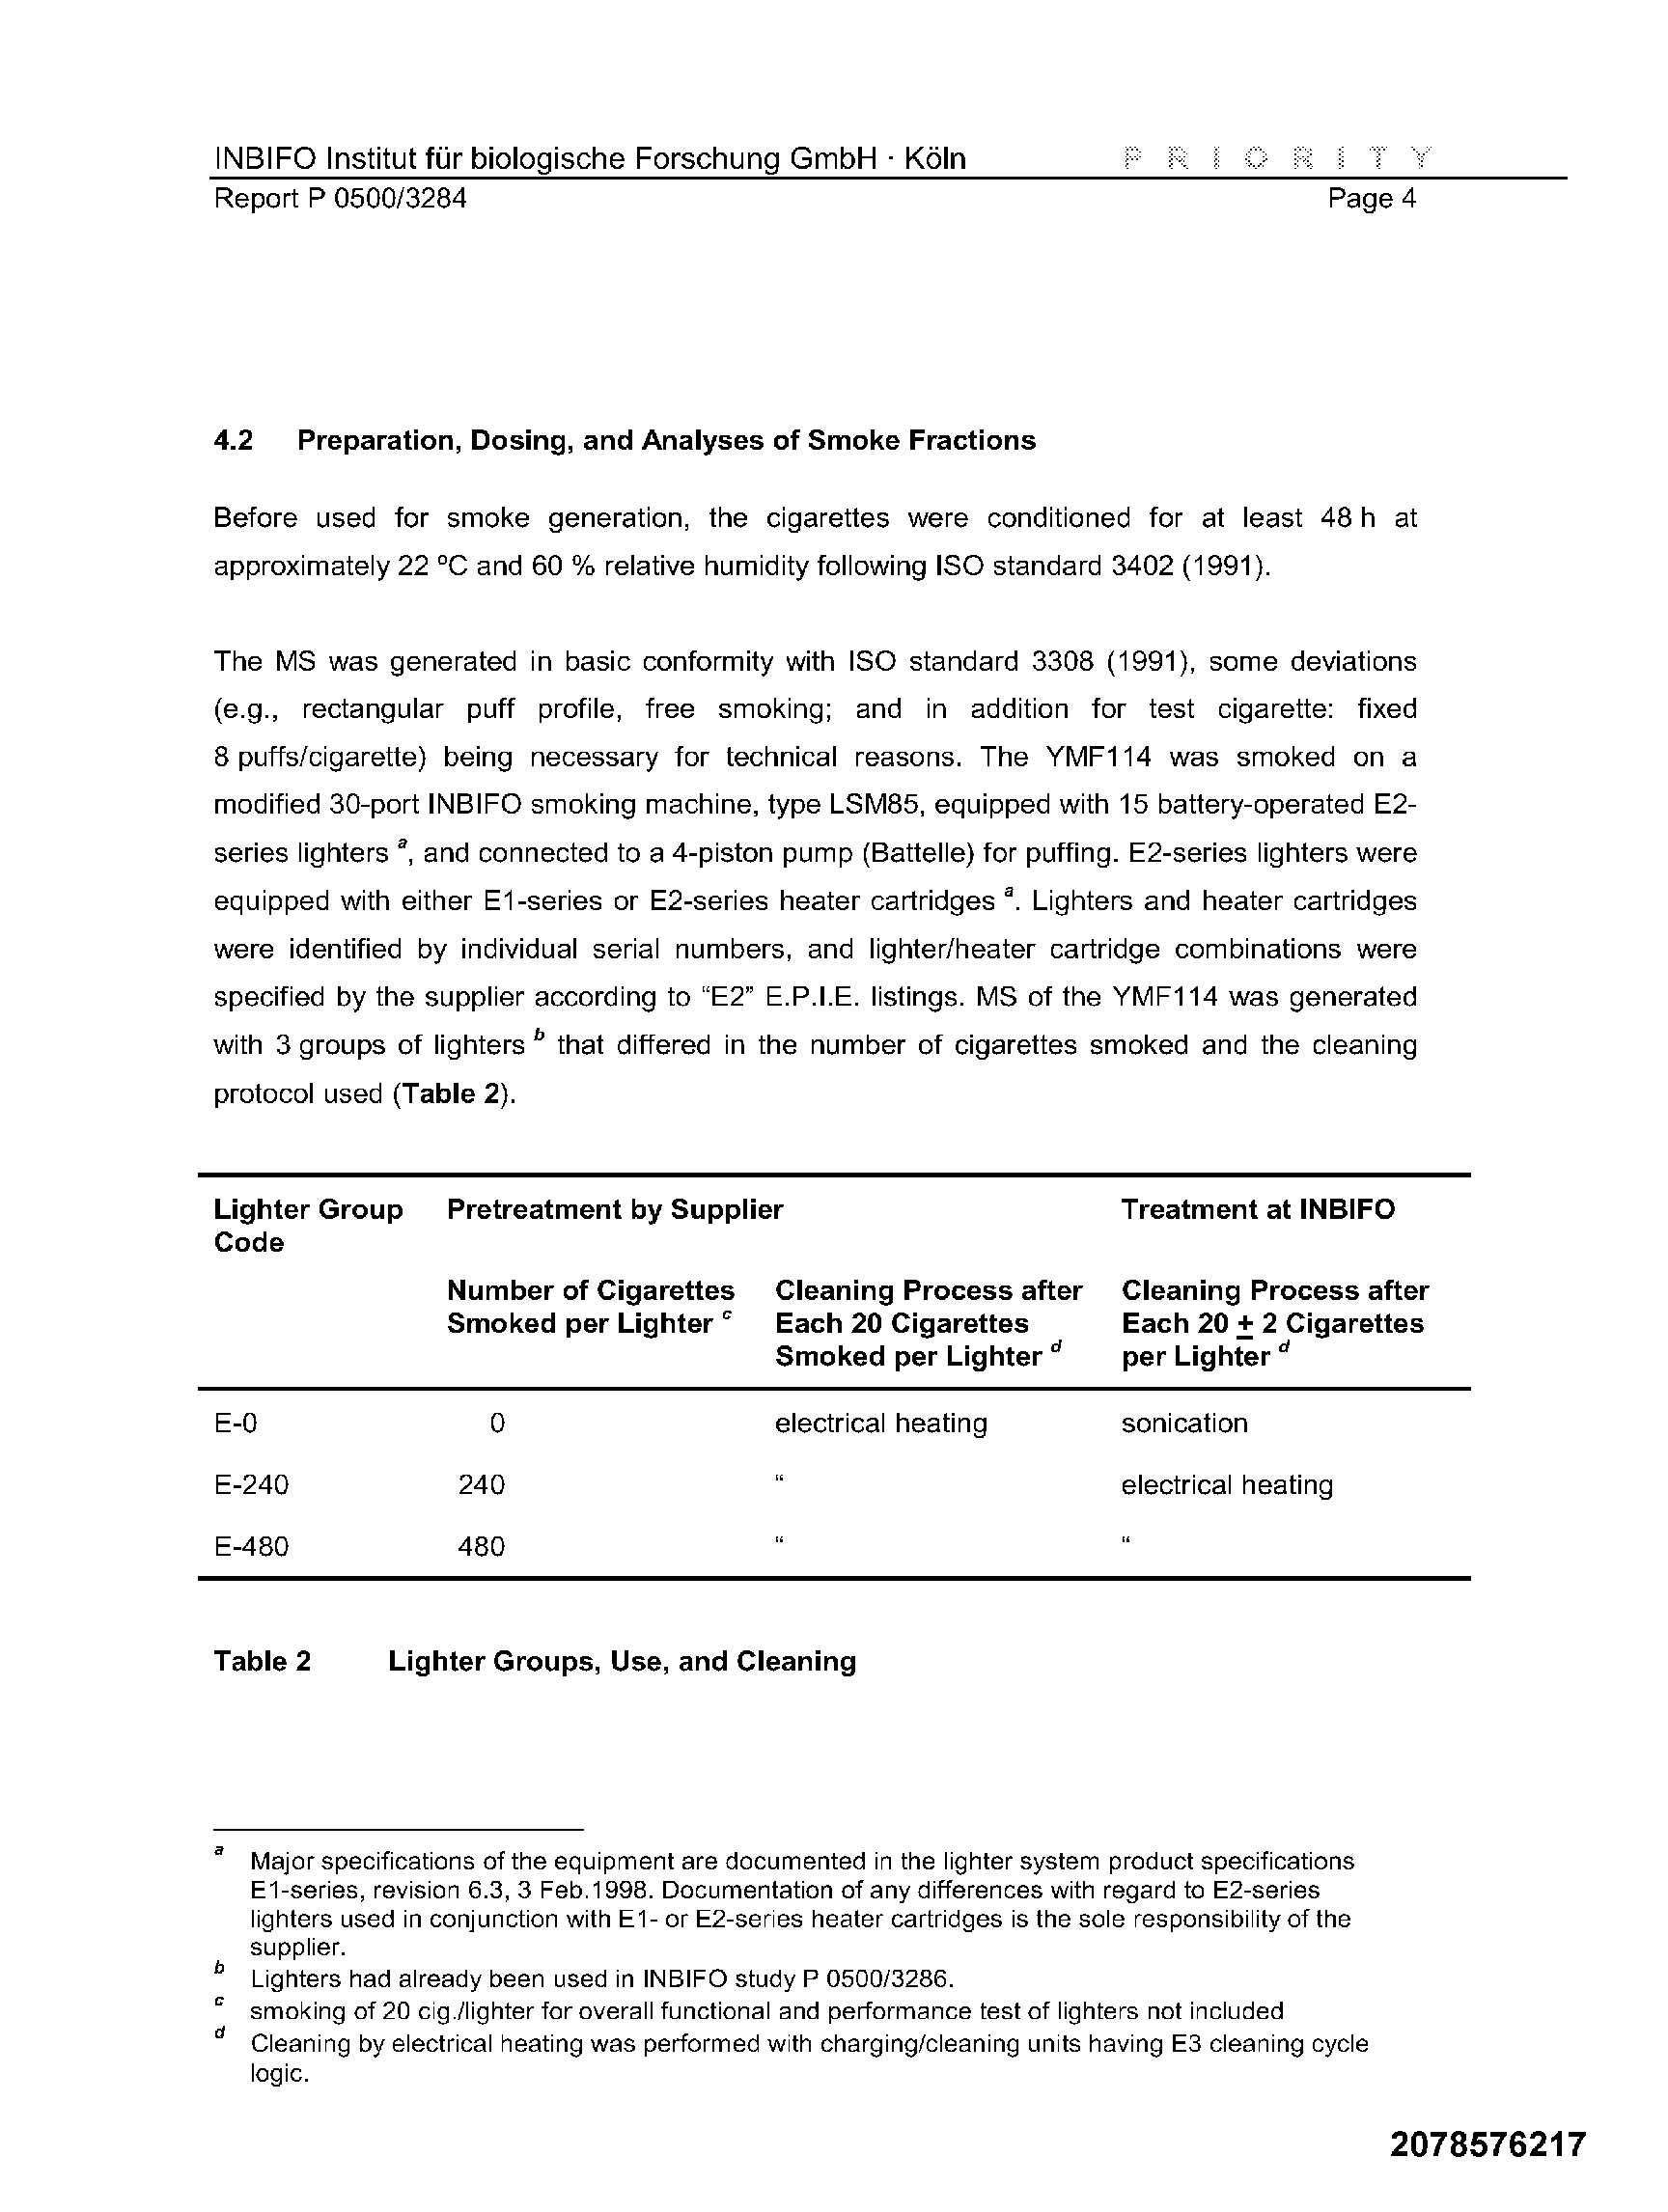 INBIFO Institut für biologische Forschung GmbH · Köln PRIORITY
Report P 0500/3284 Page 4
4.2 Preparation, Dosing, and Analyses of Smoke Fractions
Before used for smoke generation, the cigarettes were conditioned for at least 48 h at
approximately 22 ºC and 60 % relative humidity following ISO standard 3402 (1991).
The MS was generated in basic conformity with ISO standard 3308 (1991), some deviations
(e.g., rectangular puff profile, free smoking; and in addition for test cigarette: fixed
8 puffs/cigarette) being necessary for technical reasons. The YMF114 was smoked on a
modified 30-port INBIFO smoking machine, type LSM85, equipped with 15 battery-operated E2-
series lighters a, and connected to a 4-piston pump (Battelle) for puffing. E2-series lighters were
equipped with either E1-series or E2-series heater cartridges a. Lighters and heater cartridges
were identified by individual serial numbers, and lighter/heater cartridge combinations were
specified by the supplier according to “E2” E.P.I.E. listings. MS of the YMF114 was generated
with 3 groups of lighters b that differed in the number of cigarettes smoked and the cleaning
protocol used (Table 2).
Lighter Group Pretreatment by Supplier Treatment at INBIFO
Code
Number of Cigarettes Cleaning Process after Cleaning Process after
Smoked per Lighter c Each 20 Cigarettes Each 20 ± 2 Cigarettes
Smoked per Lighter d per Lighter d
E-0 0 electrical heating sonication
E-240 240 “ electrical heating
E-480 480 “ “
Table 2 Lighter Groups, Use, and Cleaning
a Major specifications of the equipment are documented in the lighter system product specifications
E1-series, revision 6.3, 3 Feb.1998. Documentation of any differences with regard to E2-series
lighters used in conjunction with E1- or E2-series heater cartridges is the sole responsibility of the
supplier.
b Lighters had already been used in INBIFO study P 0500/3286.
c smoking of 20 cig./lighter for overall functional and performance test of lighters not included
d Cleaning by electrical heating was performed with charging/cleaning units having E3 cleaning cycle
logic.
2078576217